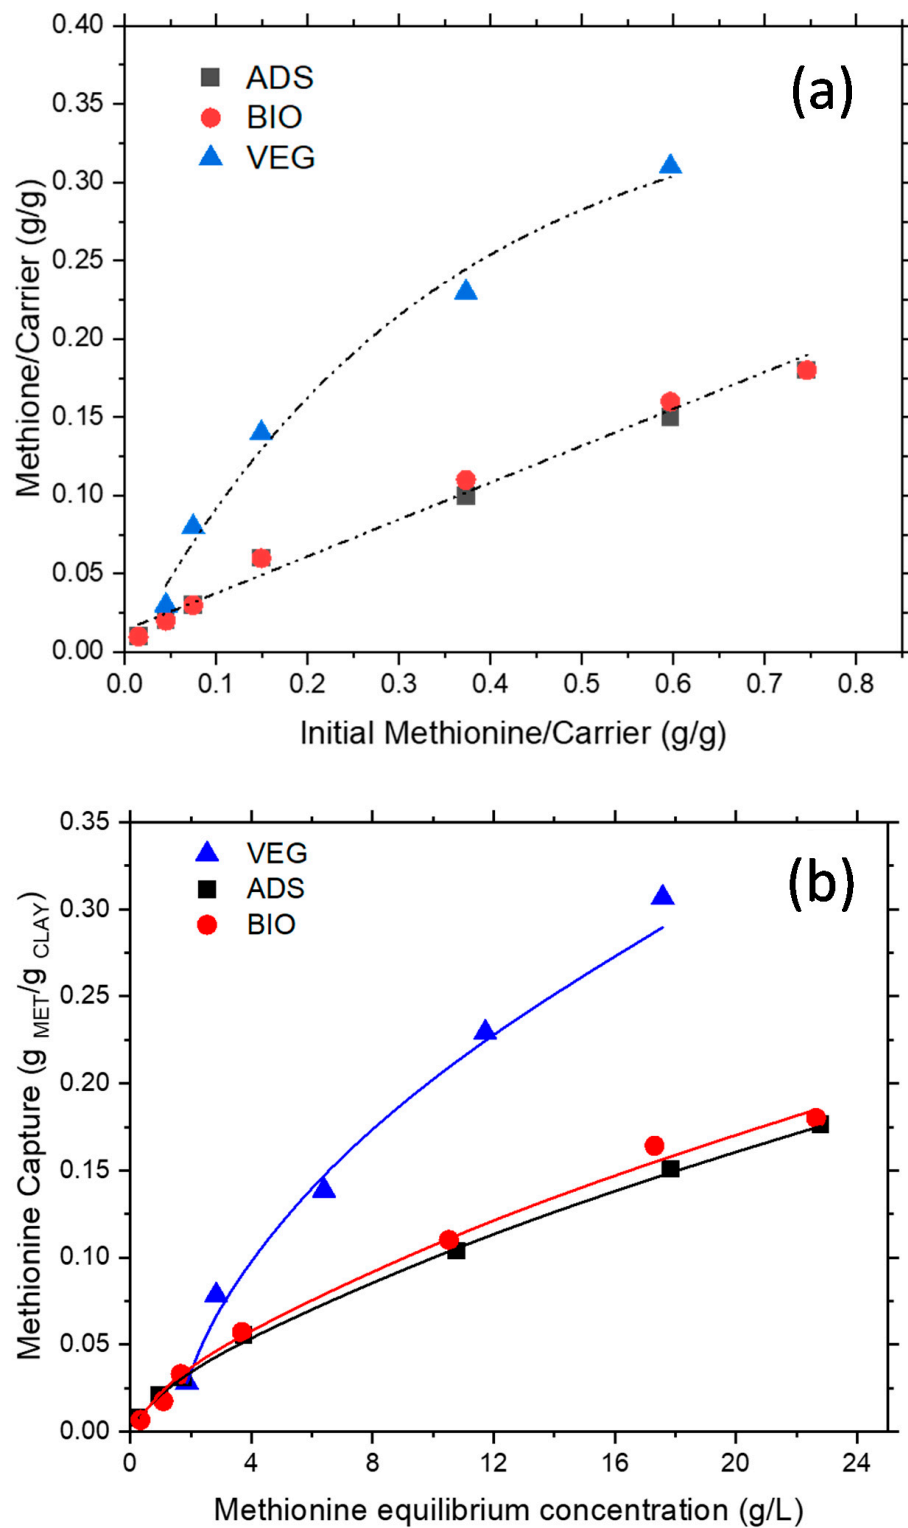 (a)
ADS
BIO
VEG
Methione/Carrier (g/g)
0.40
0.35
0.30
0.25
0.20
0.15
0.10
0.05
0.00
0.0 0.1 0.2 0.3 0.4 0.5 0.6 0.7 0.8
Initial Methionine/Carrier (g/g)
(b)
VEG
ADS
BIO
Methionine Capture (g MET/g CLAY)
0.35
0.30
0.25
0.20
0.15
0.10
0.05
0.00
0 4 8 12 16 20 24
Methionine equilibrium concentration (g/L)